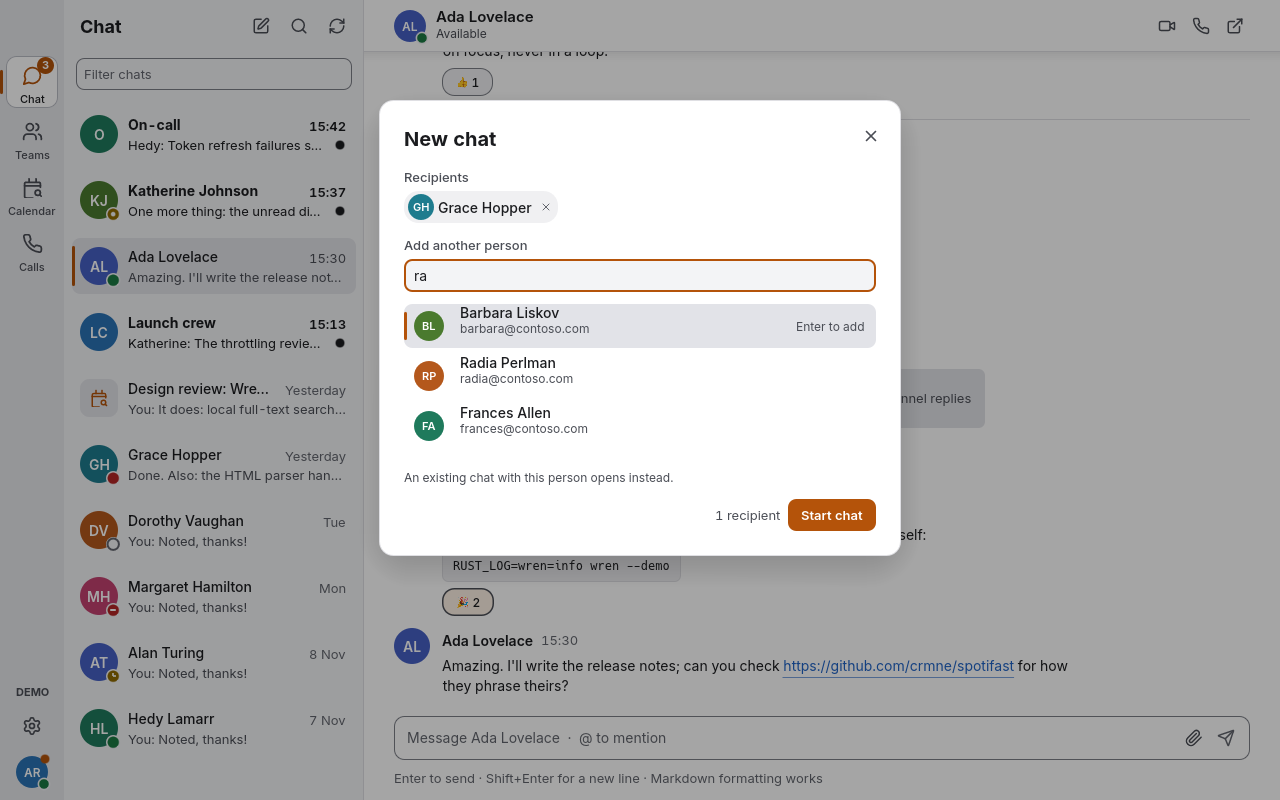 3
Chat
Teams
Calendar
Calls
DEMO
AR
Chat
Filter chats
O
On-call 15:42
Hedy: Token refresh failures s...
KJ
Katherine Johnson 15:37
One more thing: the unread di...
AL
Ada Lovelace 15:30
Amazing. I'll write the release not...
LC
Launch crew 15:13
Katherine: The throttling revie...
Design review: Wre... Yesterday
You: It does: local full-text search...
GH
Grace Hopper Yesterday
Done. Also: the HTML parser han...
DV
Dorothy Vaughan Tue
You: Noted, thanks!
MH
Margaret Hamilton Mon
You: Noted, thanks!
AT
Alan Turing 8 Nov
You: Noted, thanks!
HL
Hedy Lamarr 7 Nov
You: Noted, thanks!
AL
Ada Lovelace
Available
on focus, never in a loop.
👍 1
New chat
Recipients
GH Grace Hopper
Add another person
ra
BL
Barbara Liskov
barbara@contoso.com
Enter to add
RP
Radia Perlman
radia@contoso.com
FA
Frances Allen
frances@contoso.com
An existing chat with this person opens instead.
1 recipient Start chat
replies
RUST_LOG=wren=info wren --demo
🎉 2
AL
Ada Lovelace 15:30
Amazing. I'll write the release notes; can you check https://github.com/crmne/spotifast for how
they phrase theirs?
Message Ada Lovelace · @ to mention
Enter to send · Shift+Enter for a new line · Markdown formatting works